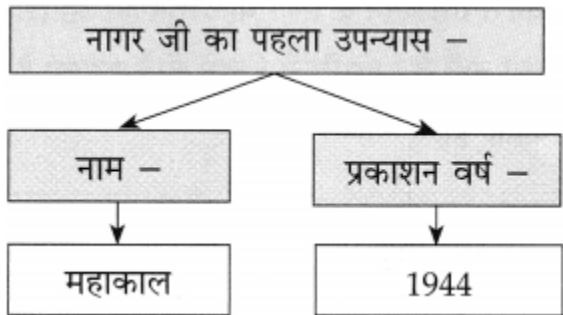 नागर जी का पहला उपन्यास –
नाम –
प्रकाशन वर्ष –
महाकाल
1944